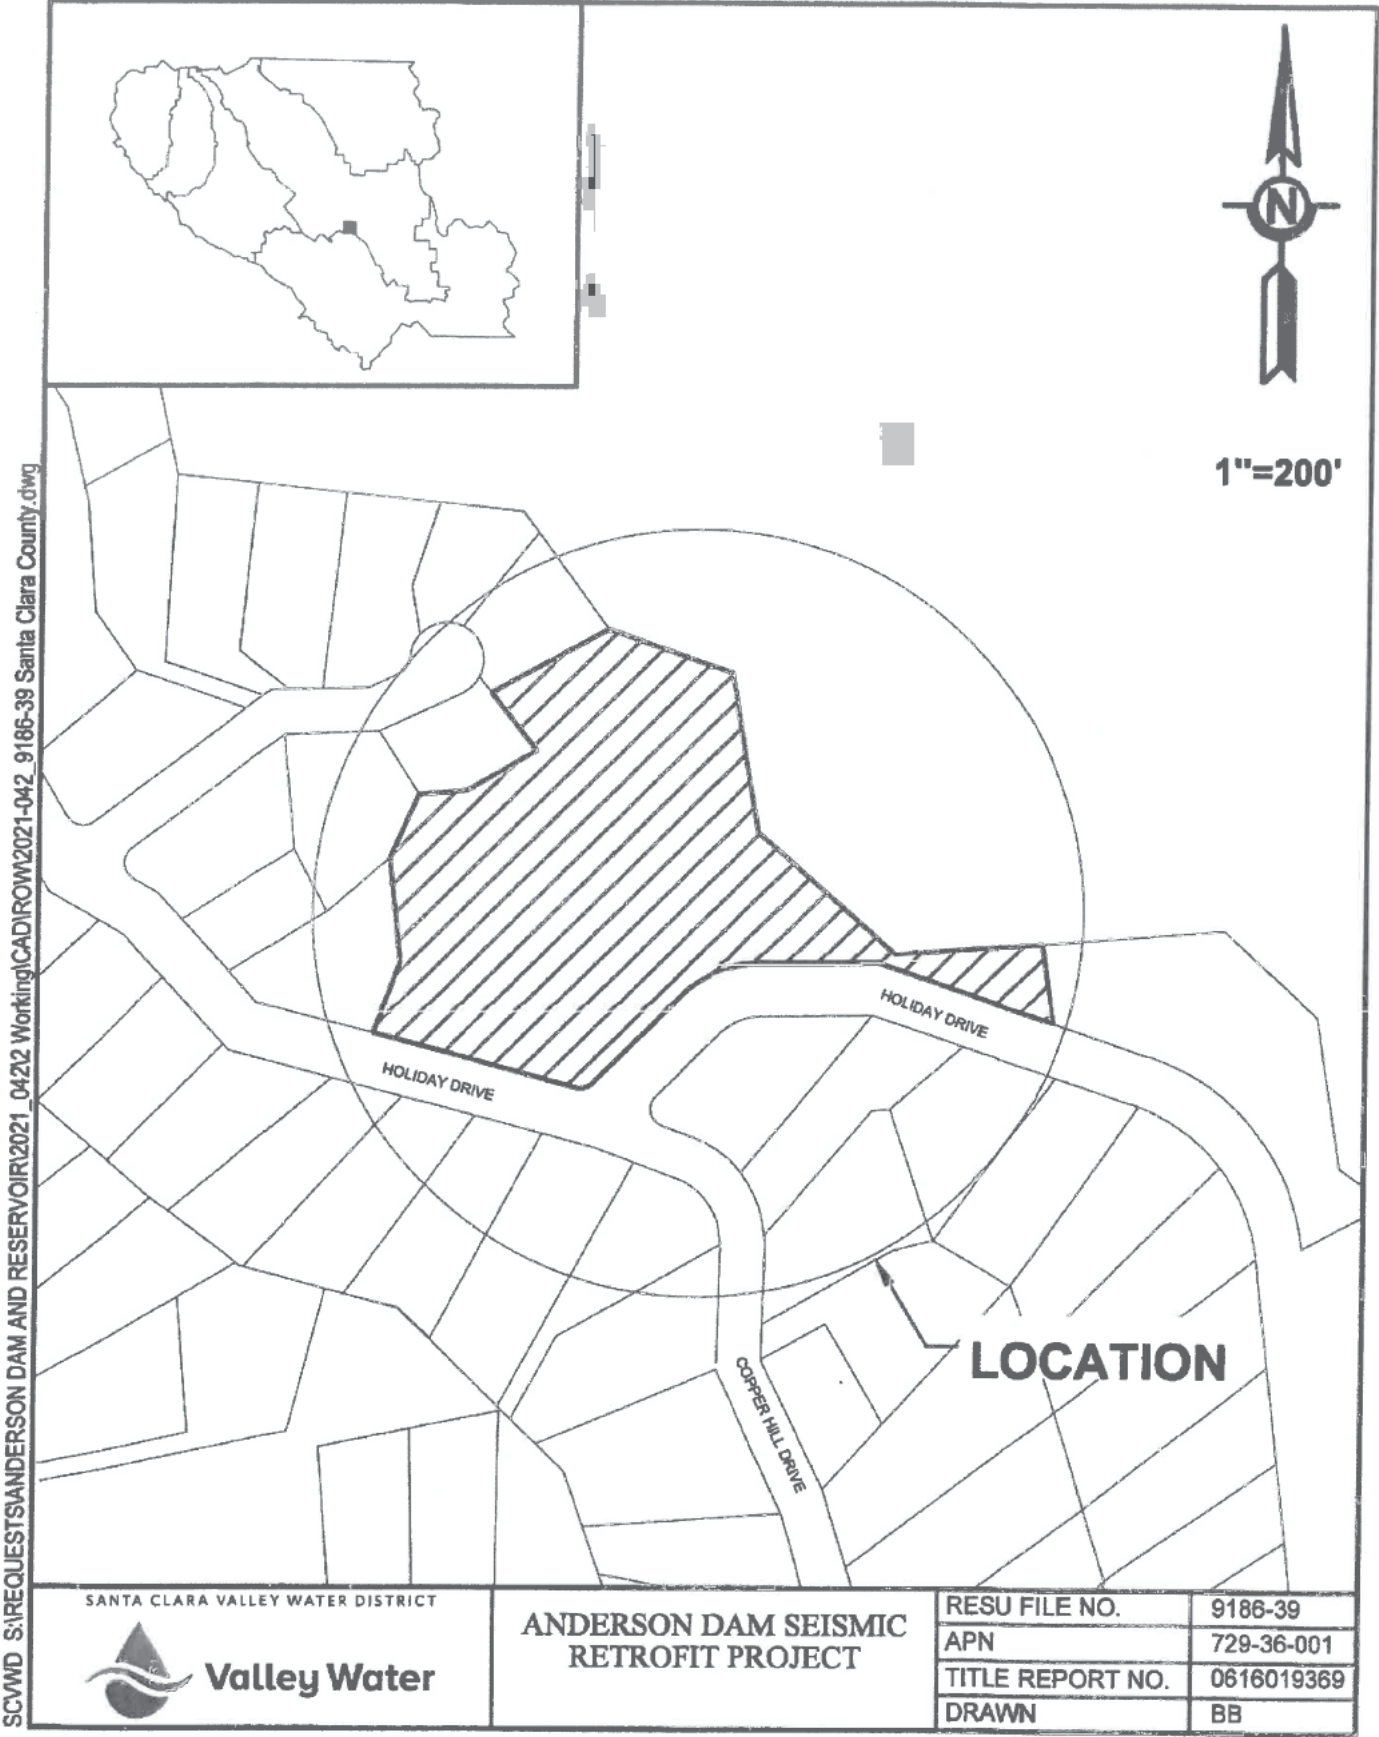 N
1"=200'
SCVWD S:\REQUESTS\ANDERSON DAM AND RESERVOIR\2021_042\2 Working\CAD\ROW\2021-042_9186-39 Santa Clara County.dwg
HOLIDAY DRIVE
HOLIDAY DRIVE
LOCATION
COPPER HILL DRIVE
SANTA CLARA VALLEY WATER DISTRICT
Valley Water
ANDERSON DAM SEISMIC
RETROFIT PROJECT
RESU FILE NO. 9186-39
APN 729-36-001
TITLE REPORT NO. 0616019369
DRAWN BB